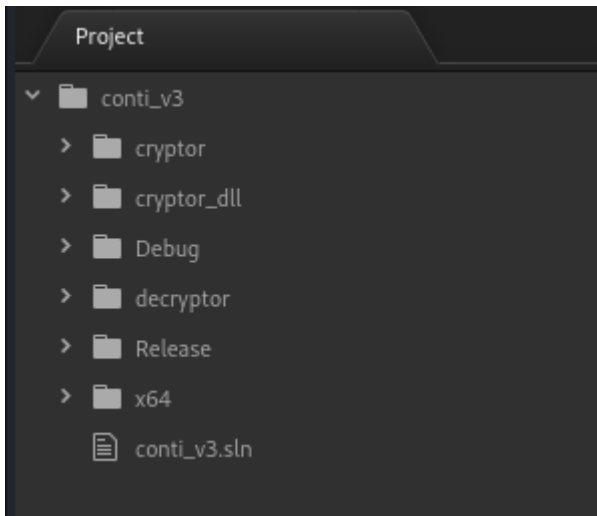 Project
conti_v3
cryptor
cryptor_dll
Debug
decryptor
Release
x64
conti_v3.sln